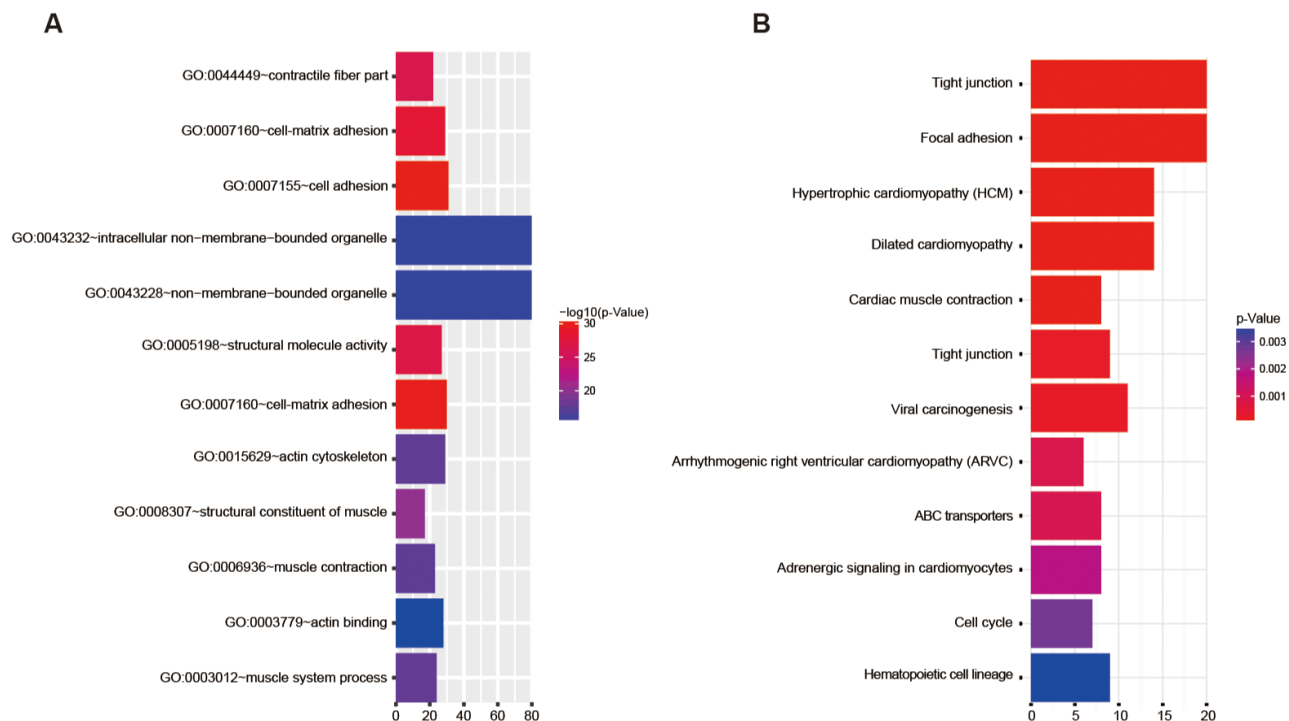 A
GO:0044449~contractile fiber part
GO:0007160~cell-matrix adhesion
GO:0007155~cell adhesion
GO:0043232~intracellular non−membrane−bounded organelle
GO:0043228~non−membrane−bounded organelle
GO:0005198~structural molecule activity
GO:0007160~cell-matrix adhesion
GO:0015629~actin cytoskeleton
GO:0008307~structural constituent of muscle
GO:0006936~muscle contraction
GO:0003779~actin binding
GO:0003012~muscle system process
0 20 40 60 80
−log10(p-Value)
30
25
20
B
Tight junction
Focal adhesion
Hypertrophic cardiomyopathy (HCM)
Dilated cardiomyopathy
Cardiac muscle contraction
Tight junction
Viral carcinogenesis
Arrhythmogenic right ventricular cardiomyopathy (ARVC)
ABC transporters
Adrenergic signaling in cardiomyocytes
Cell cycle
Hematopoietic cell lineage
0 5 10 15 20
p-Value
0.003
0.002
0.001